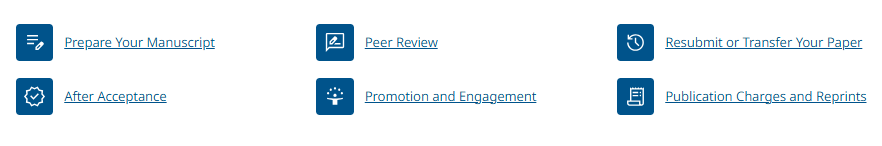 Prepare Your Manuscript
Peer Review
Resubmit or Transfer Your Paper
After Acceptance
Promotion and Engagement
Publication Charges and Reprints